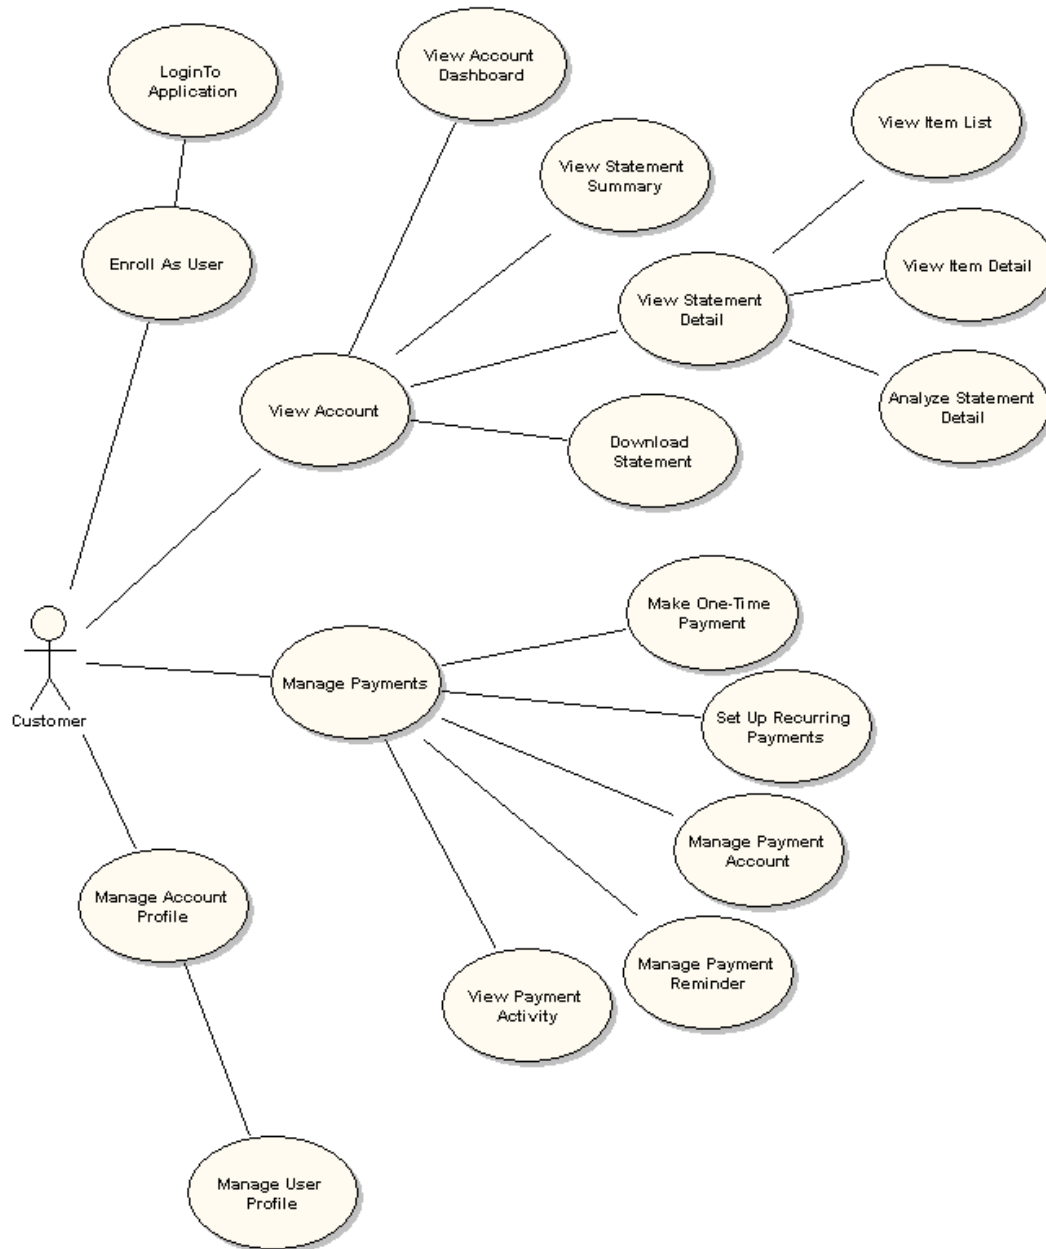 LoginTo
Application
View Account
Dashboard
View Item List
View Statement
Summary
Enroll As User
View Item Detail
View Statement
Detail
View Account
Analyze Statement
Detail
Download
Statement
Make One-Time
Payment
Manage Payments
Set Up Recurring
Payments
Customer
Manage Payment
Account
Manage Account
Profile
Manage Payment
Reminder
View Payment
Activity
Manage User
Profile